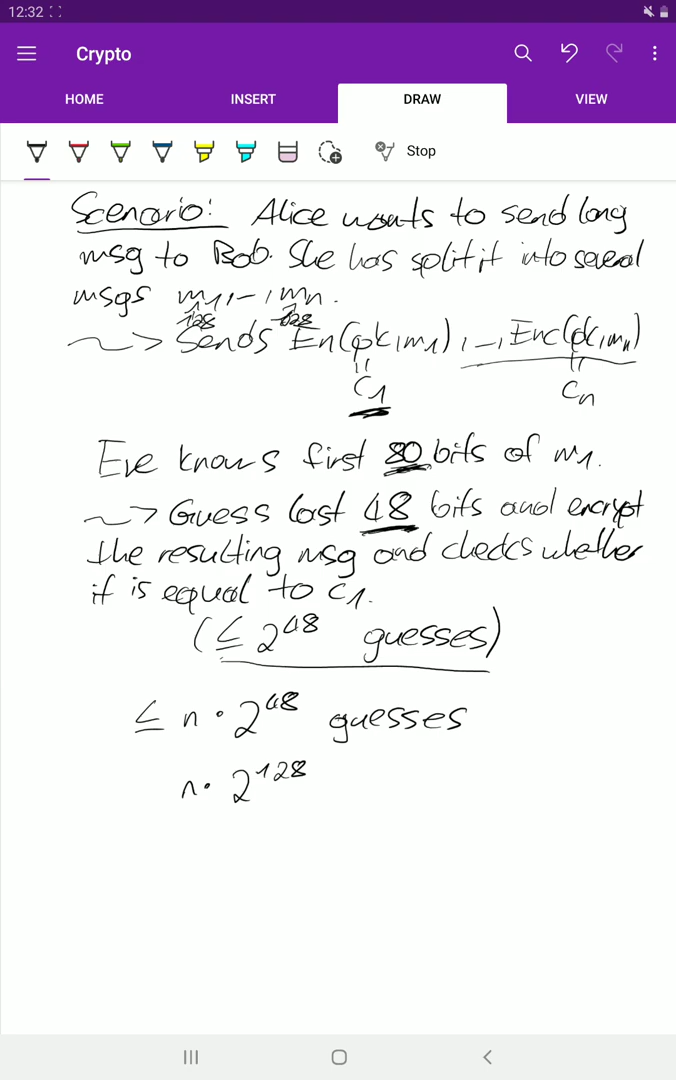 12:32
Crypto
HOME INSERT DRAW VIEW
Stop
Scenario: Alice wants to send long
msg to Bob. She has split it into several
msgs m1,-,mn.
128 128
~> Sends En(pk,m1),-,Enc(pk,mn)
=
c1 cn
Eve knows first 80 bits of m1.
~> Guess last 48 bits and encrypt
the resulting msg and checks whether
it is equal to c1.
(≤ 2^48 guesses)
≤ n · 2^48 guesses
n · 2^128